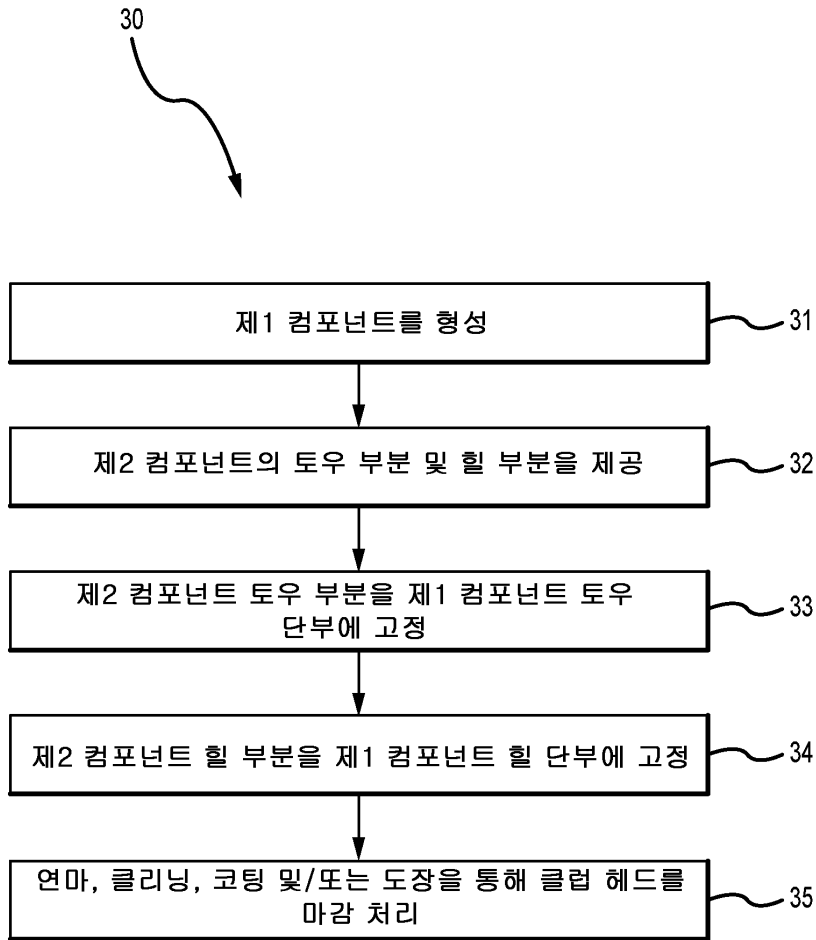 30
제1 컴포넌트를 형성
31
제2 컴포넌트의 토우 부분 및 힐 부분을 제공
32
제2 컴포넌트 토우 부분을 제1 컴포넌트 토우
단부에 고정
33
제2 컴포넌트 힐 부분을 제1 컴포넌트 힐 단부에 고정
34
연마, 클리닝, 코팅 및/또는 도장을 통해 클럽 헤드를
마감 처리
35